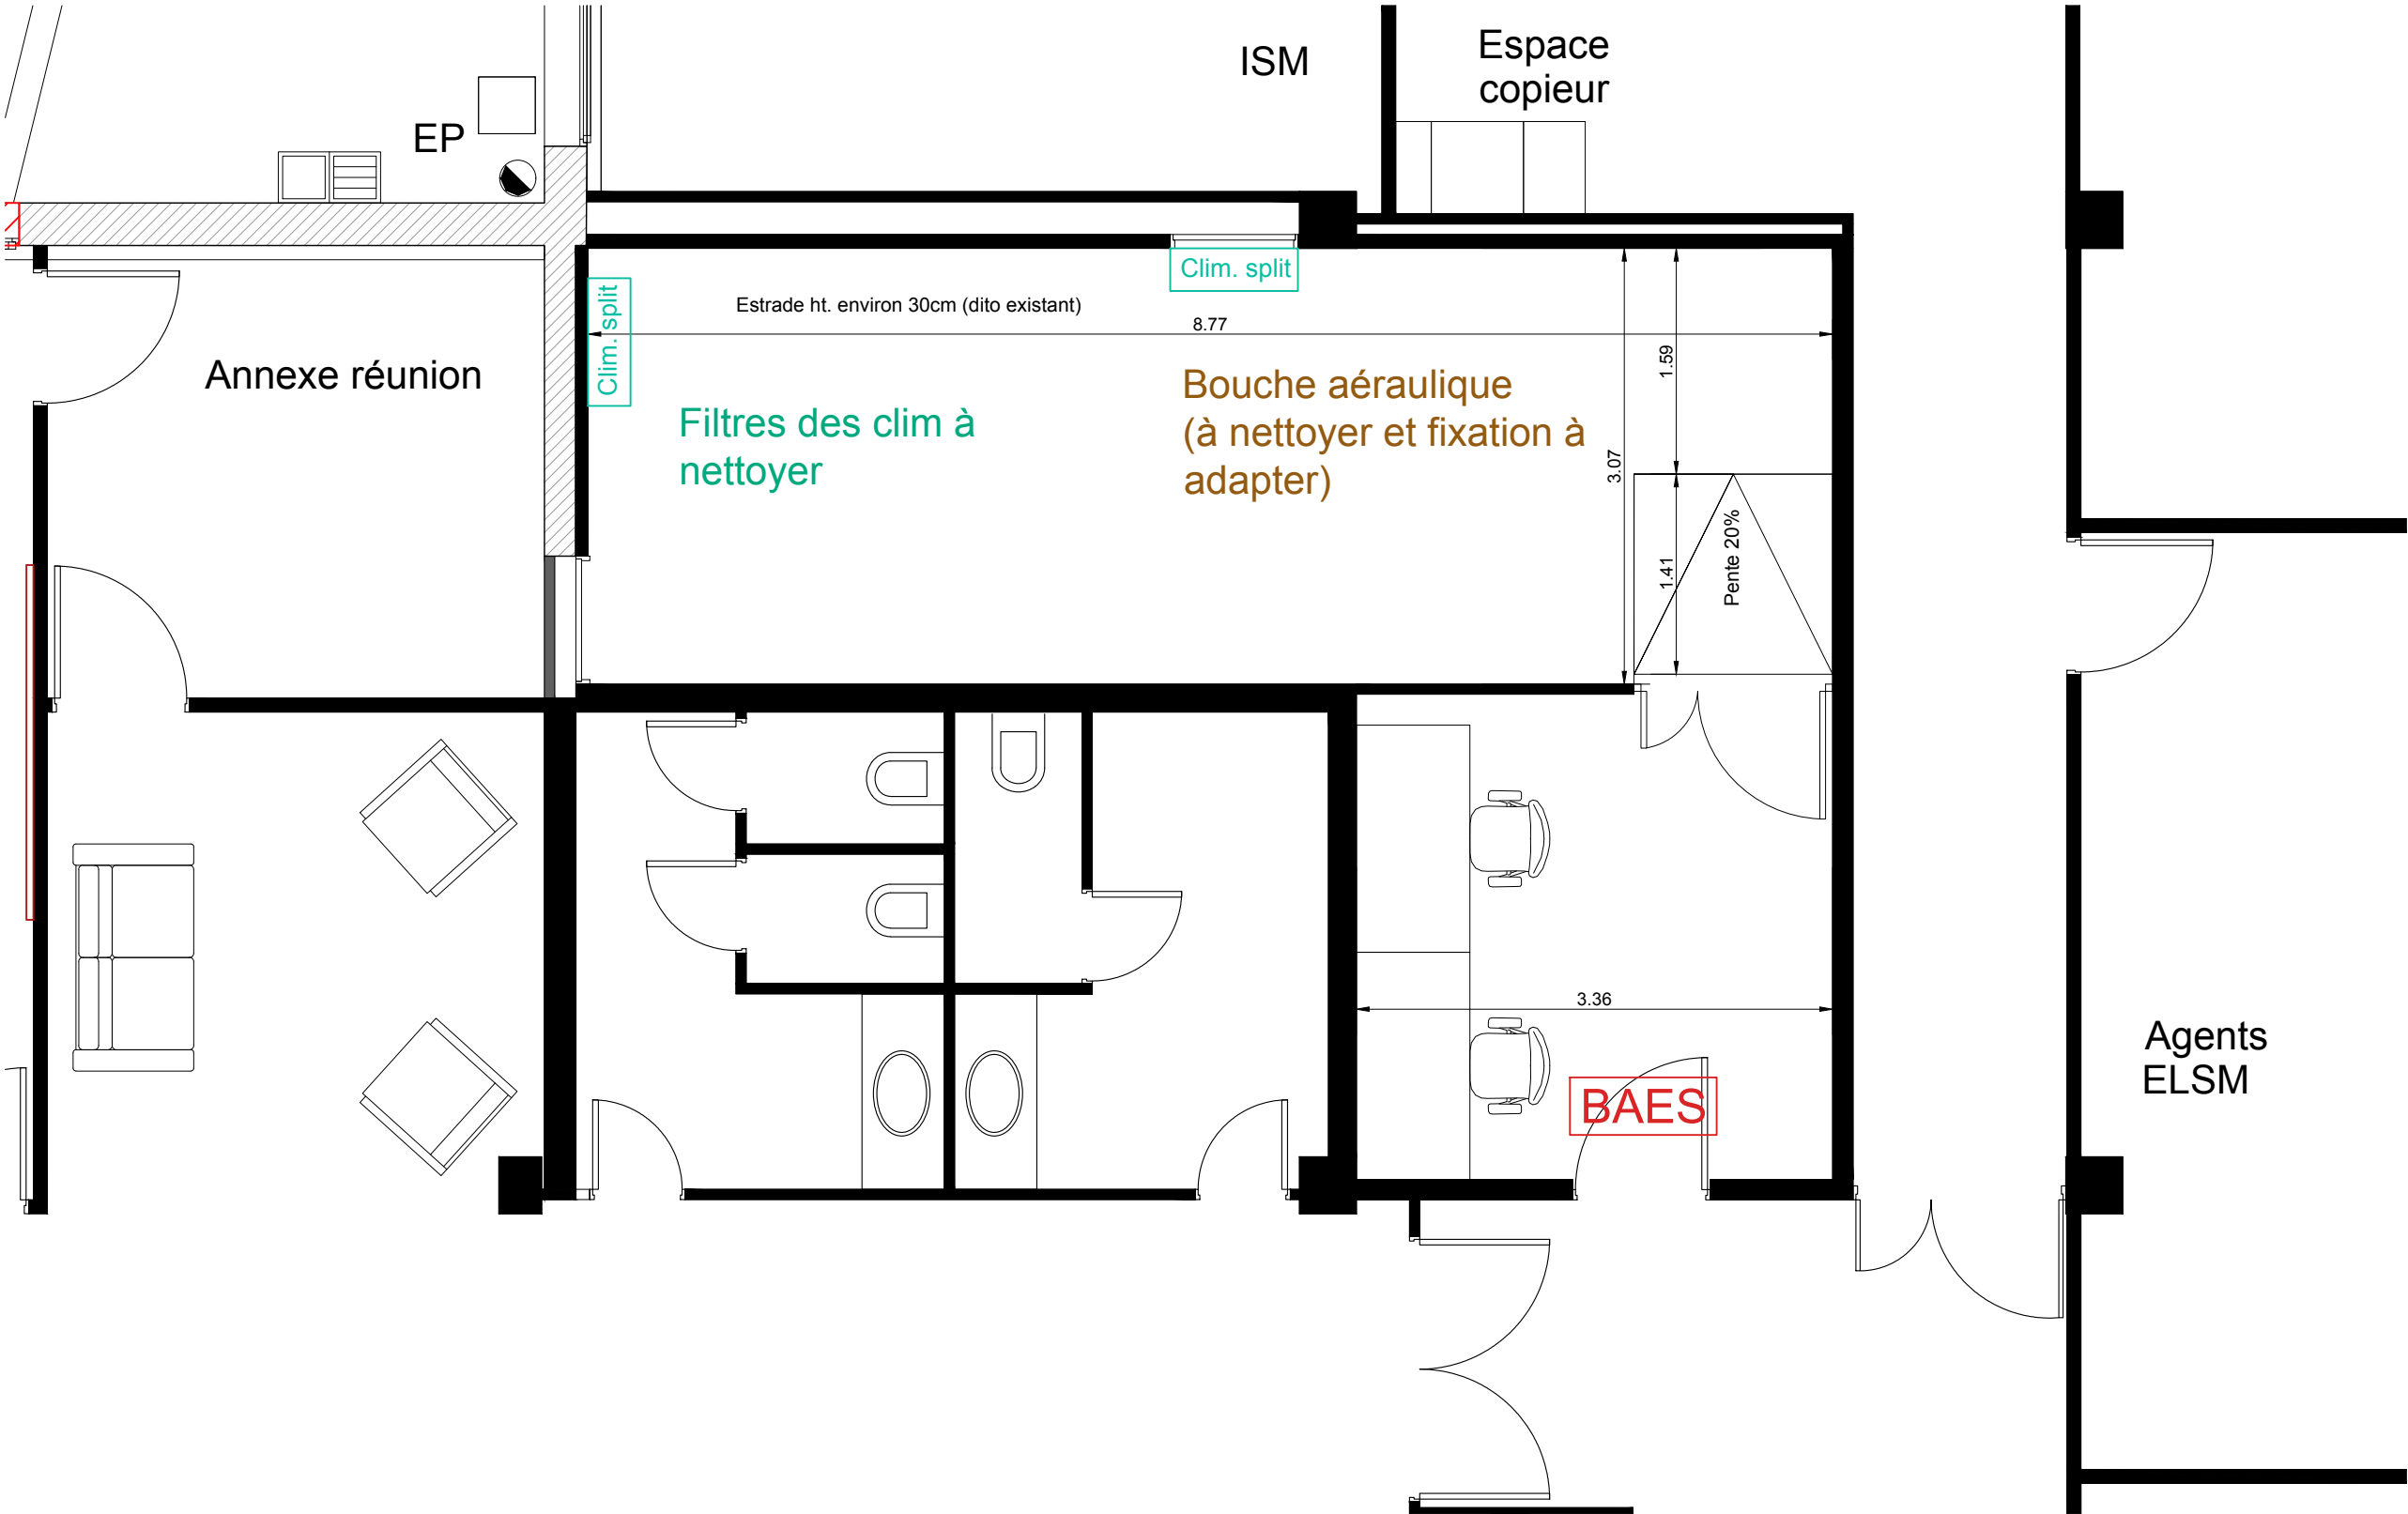 ISM
Espace
copieur
EP
Clim. split
Clim. split
Estrade ht. environ 30cm (dito existant)
8.77
1.59
Annexe réunion
Filtres des clim à
nettoyer
Bouche aéraulique
(à nettoyer et fixation à
adapter)
3.07
1.41
Pente 20%
3.36
BAES
Agents
ELSM